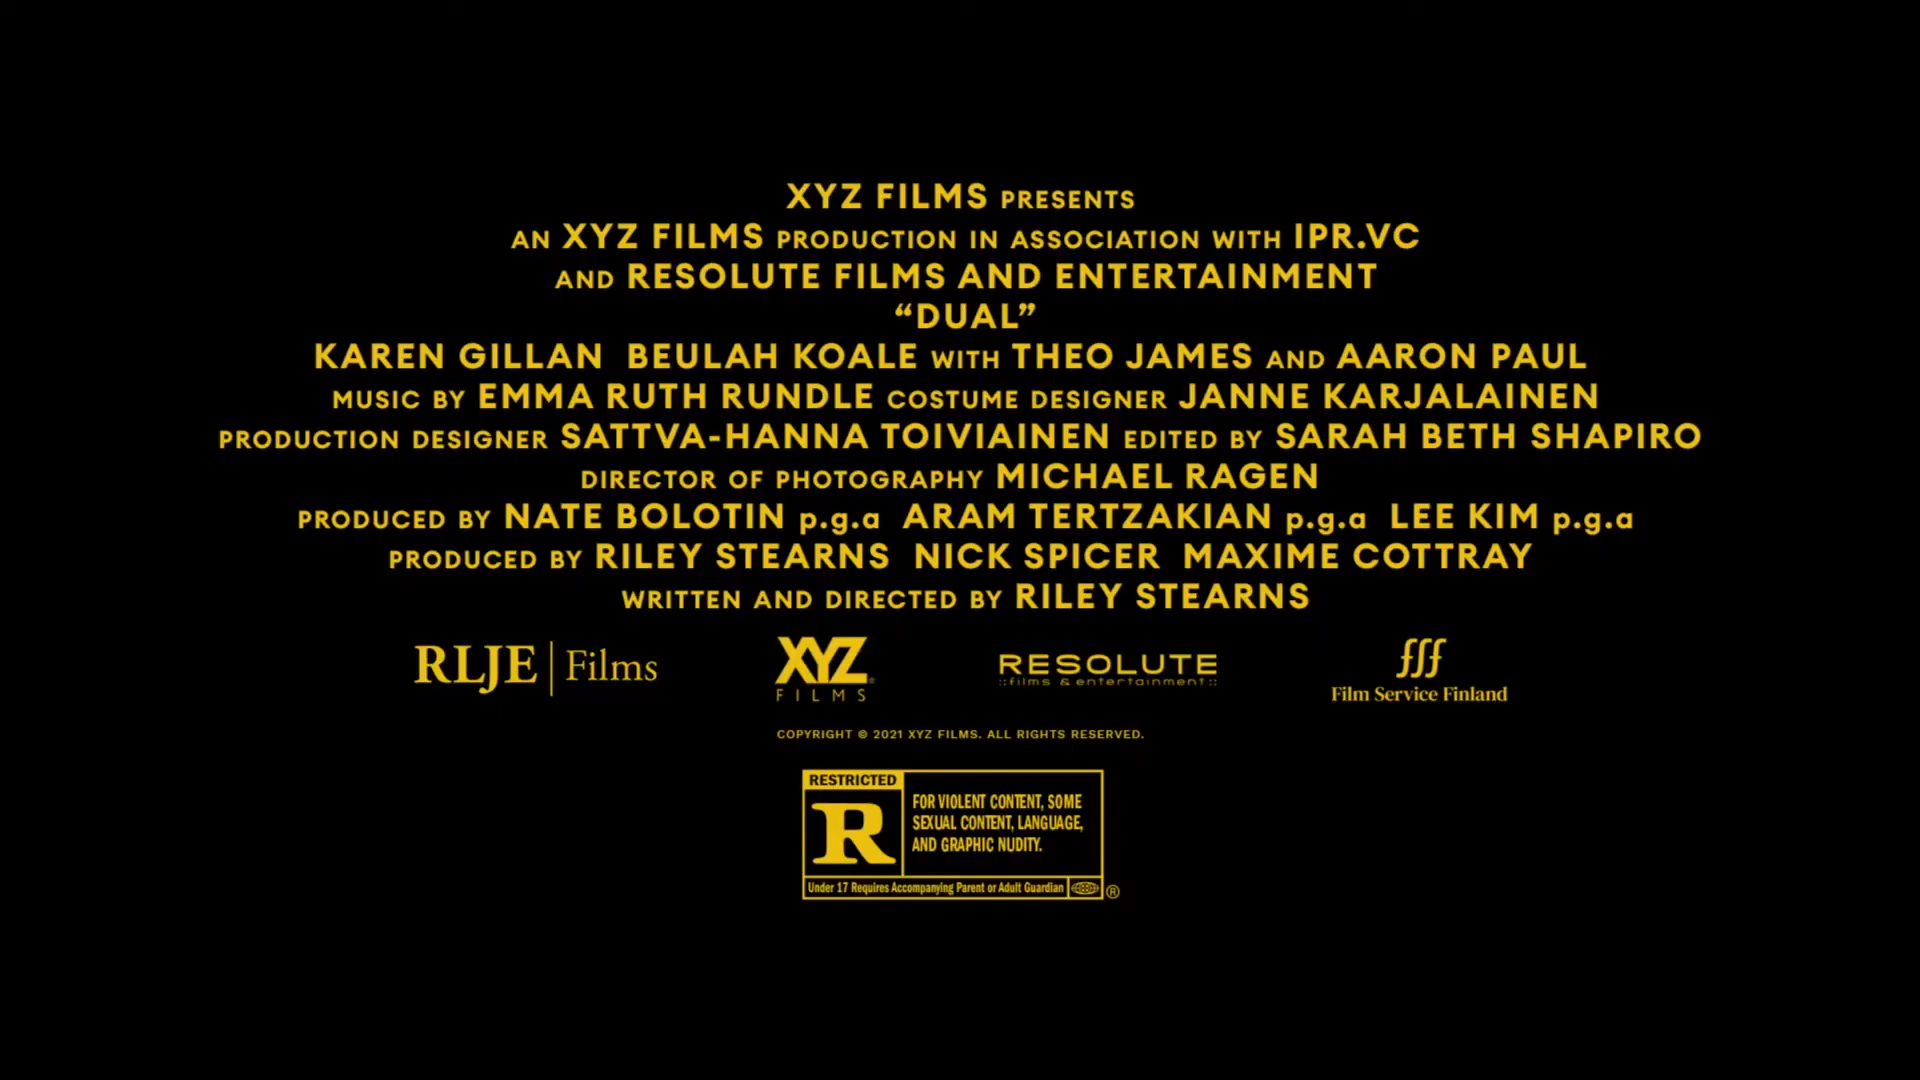 XYZ FILMS PRESENTS
AN XYZ FILMS PRODUCTION IN ASSOCIATION WITH IPR.VC
AND RESOLUTE FILMS AND ENTERTAINMENT
“DUAL”
KAREN GILLAN BEULAH KOALE WITH THEO JAMES AND AARON PAUL
MUSIC BY EMMA RUTH RUNDLE COSTUME DESIGNER JANNE KARJALAINEN
PRODUCTION DESIGNER SATTVA-HANNA TOIVIAINEN EDITED BY SARAH BETH SHAPIRO
DIRECTOR OF PHOTOGRAPHY MICHAEL RAGEN
PRODUCED BY NATE BOLOTIN p.g.a ARAM TERTZAKIAN p.g.a LEE KIM p.g.a
PRODUCED BY RILEY STEARNS NICK SPICER MAXIME COTTRAY
WRITTEN AND DIRECTED BY RILEY STEARNS
RLJE | Films
XYZ
FILMS
RESOLUTE
::films & entertainment::
fff
Film Service Finland
COPYRIGHT © 2021 XYZ FILMS. ALL RIGHTS RESERVED.
RESTRICTED
R
FOR VIOLENT CONTENT, SOME
SEXUAL CONTENT, LANGUAGE,
AND GRAPHIC NUDITY.
Under 17 Requires Accompanying Parent or Adult Guardian ®